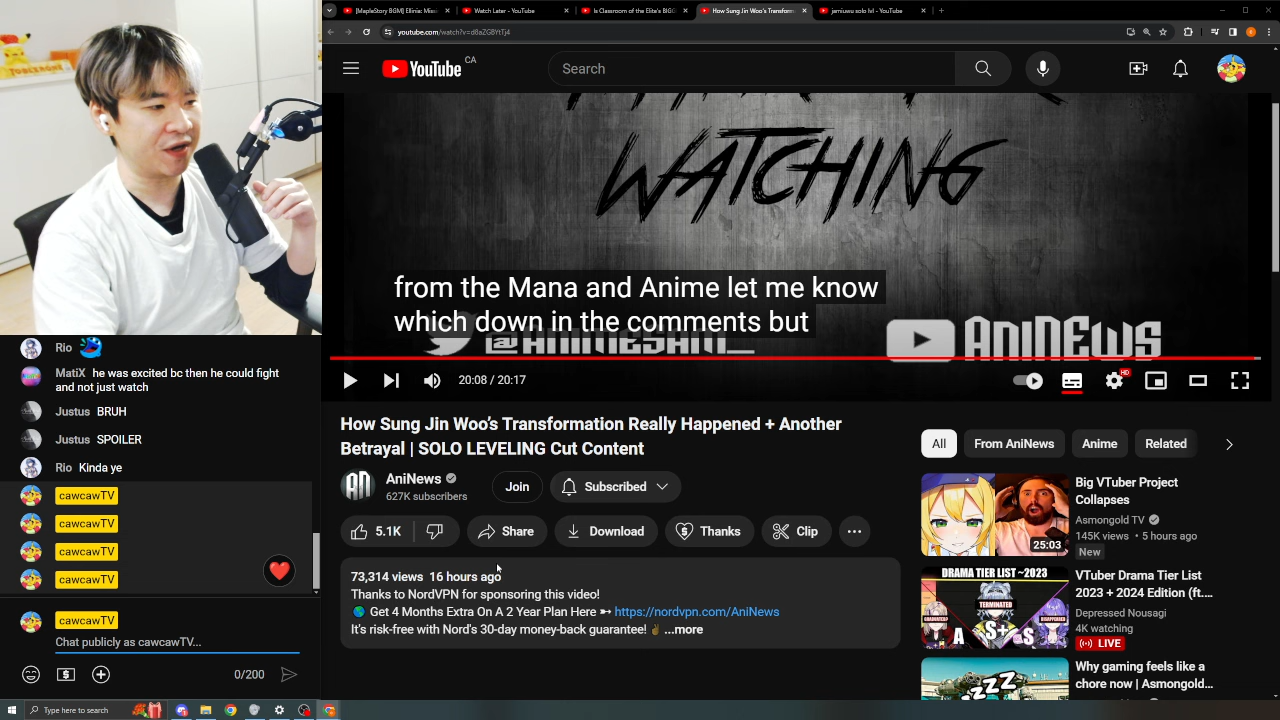 TOBLERONE
[MapleStory BGM] Ellinia: Missi
Watch Later - YouTube
Is Classroom of the Elite's BIGG
How Sung Jin Woo's Transform
jemiuwu solo lvl - YouTube
youtube.com/watch?v=d8aZG8YtTj4
YouTube CA
Search
WATCHING
from the Mana and Anime let me know
which down in the comments but
@ANIMESAM_
ANINEWS
20:08 / 20:17
HD
How Sung Jin Woo's Transformation Really Happened + Another
Betrayal | SOLO LEVELING Cut Content
AniNews
627K subscribers
Join
Subscribed
5.1K
Share
Download
Thanks
Clip
73,314 views 16 hours ago
Thanks to NordVPN for sponsoring this video!
🌎 Get 4 Months Extra On A 2 Year Plan Here ➼ https://nordvpn.com/AniNews
It's risk-free with Nord's 30-day money-back guarantee! ✌ ...more
All
From AniNews
Anime
Related
Big VTuber Project
Collapses
Asmongold TV
145K views • 5 hours ago
New
25:03
DRAMA TIER LIST ~2023
TERMINATED
A
S+
S
VTuber Drama Tier List
2023 + 2024 Edition (ft....
Depressed Nousagi
4K watching
LIVE
Why gaming feels like a
chore now | Asmongold...
ZZZ
Rio
MatiX he was excited bc then he could fight
and not just watch
Justus BRUH
Justus SPOILER
Rio Kinda ye
cawcawTV
cawcawTV
cawcawTV
cawcawTV
cawcawTV
Chat publicly as cawcawTV...
0/200
Type here to search